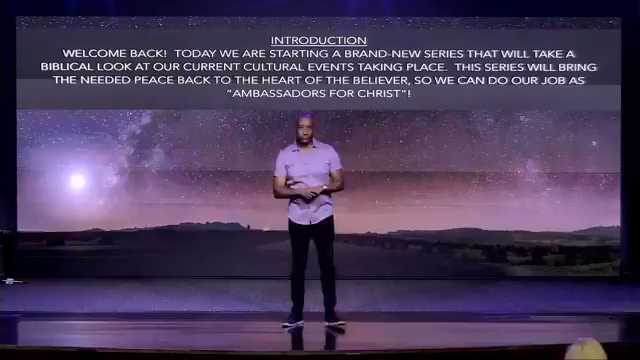 INTRODUCTION
WELCOME BACK! TODAY WE ARE STARTING A BRAND-NEW SERIES THAT WILL TAKE A
BIBLICAL LOOK AT OUR CURRENT CULTURAL EVENTS TAKING PLACE. THIS SERIES WILL BRING
THE NEEDED PEACE BACK TO THE HEART OF THE BELIEVER, SO WE CAN DO OUR JOB AS
“AMBASSADORS FOR CHRIST”!